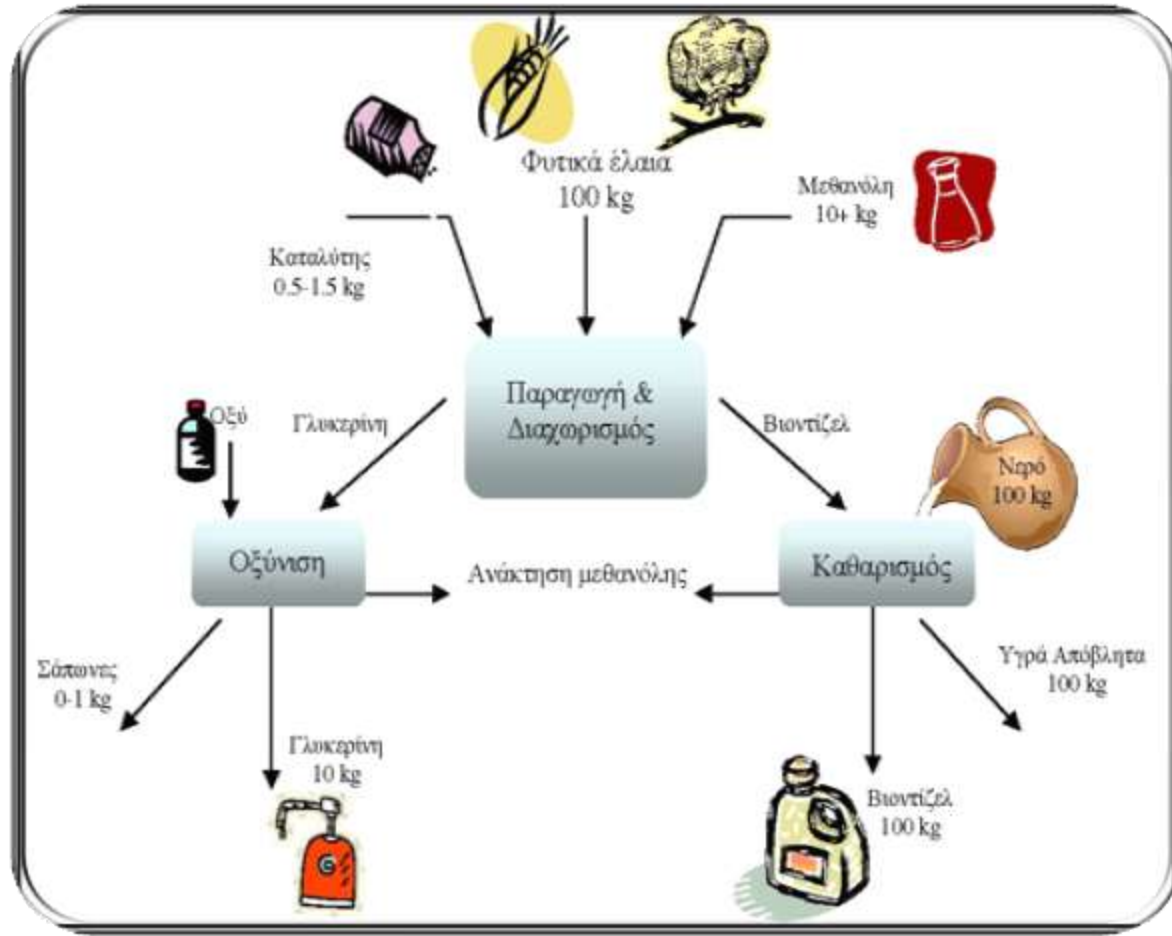 Φυτικά έλαια
100 kg
Μεθανόλη
10+ kg
Καταλύτης
0.5-1.5 kg
Παραγωγή &
Διαχωρισμός
Οξύ
Γλυκερίνη
Βιοντίζελ
Νερό
100 kg
Οξύνιση
Ανάκτηση μεθανόλης
Καθαρισμός
Σάπωνες
0-1 kg
Υγρά Απόβλητα
100 kg
Γλυκερίνη
10 kg
Βιοντίζελ
100 kg